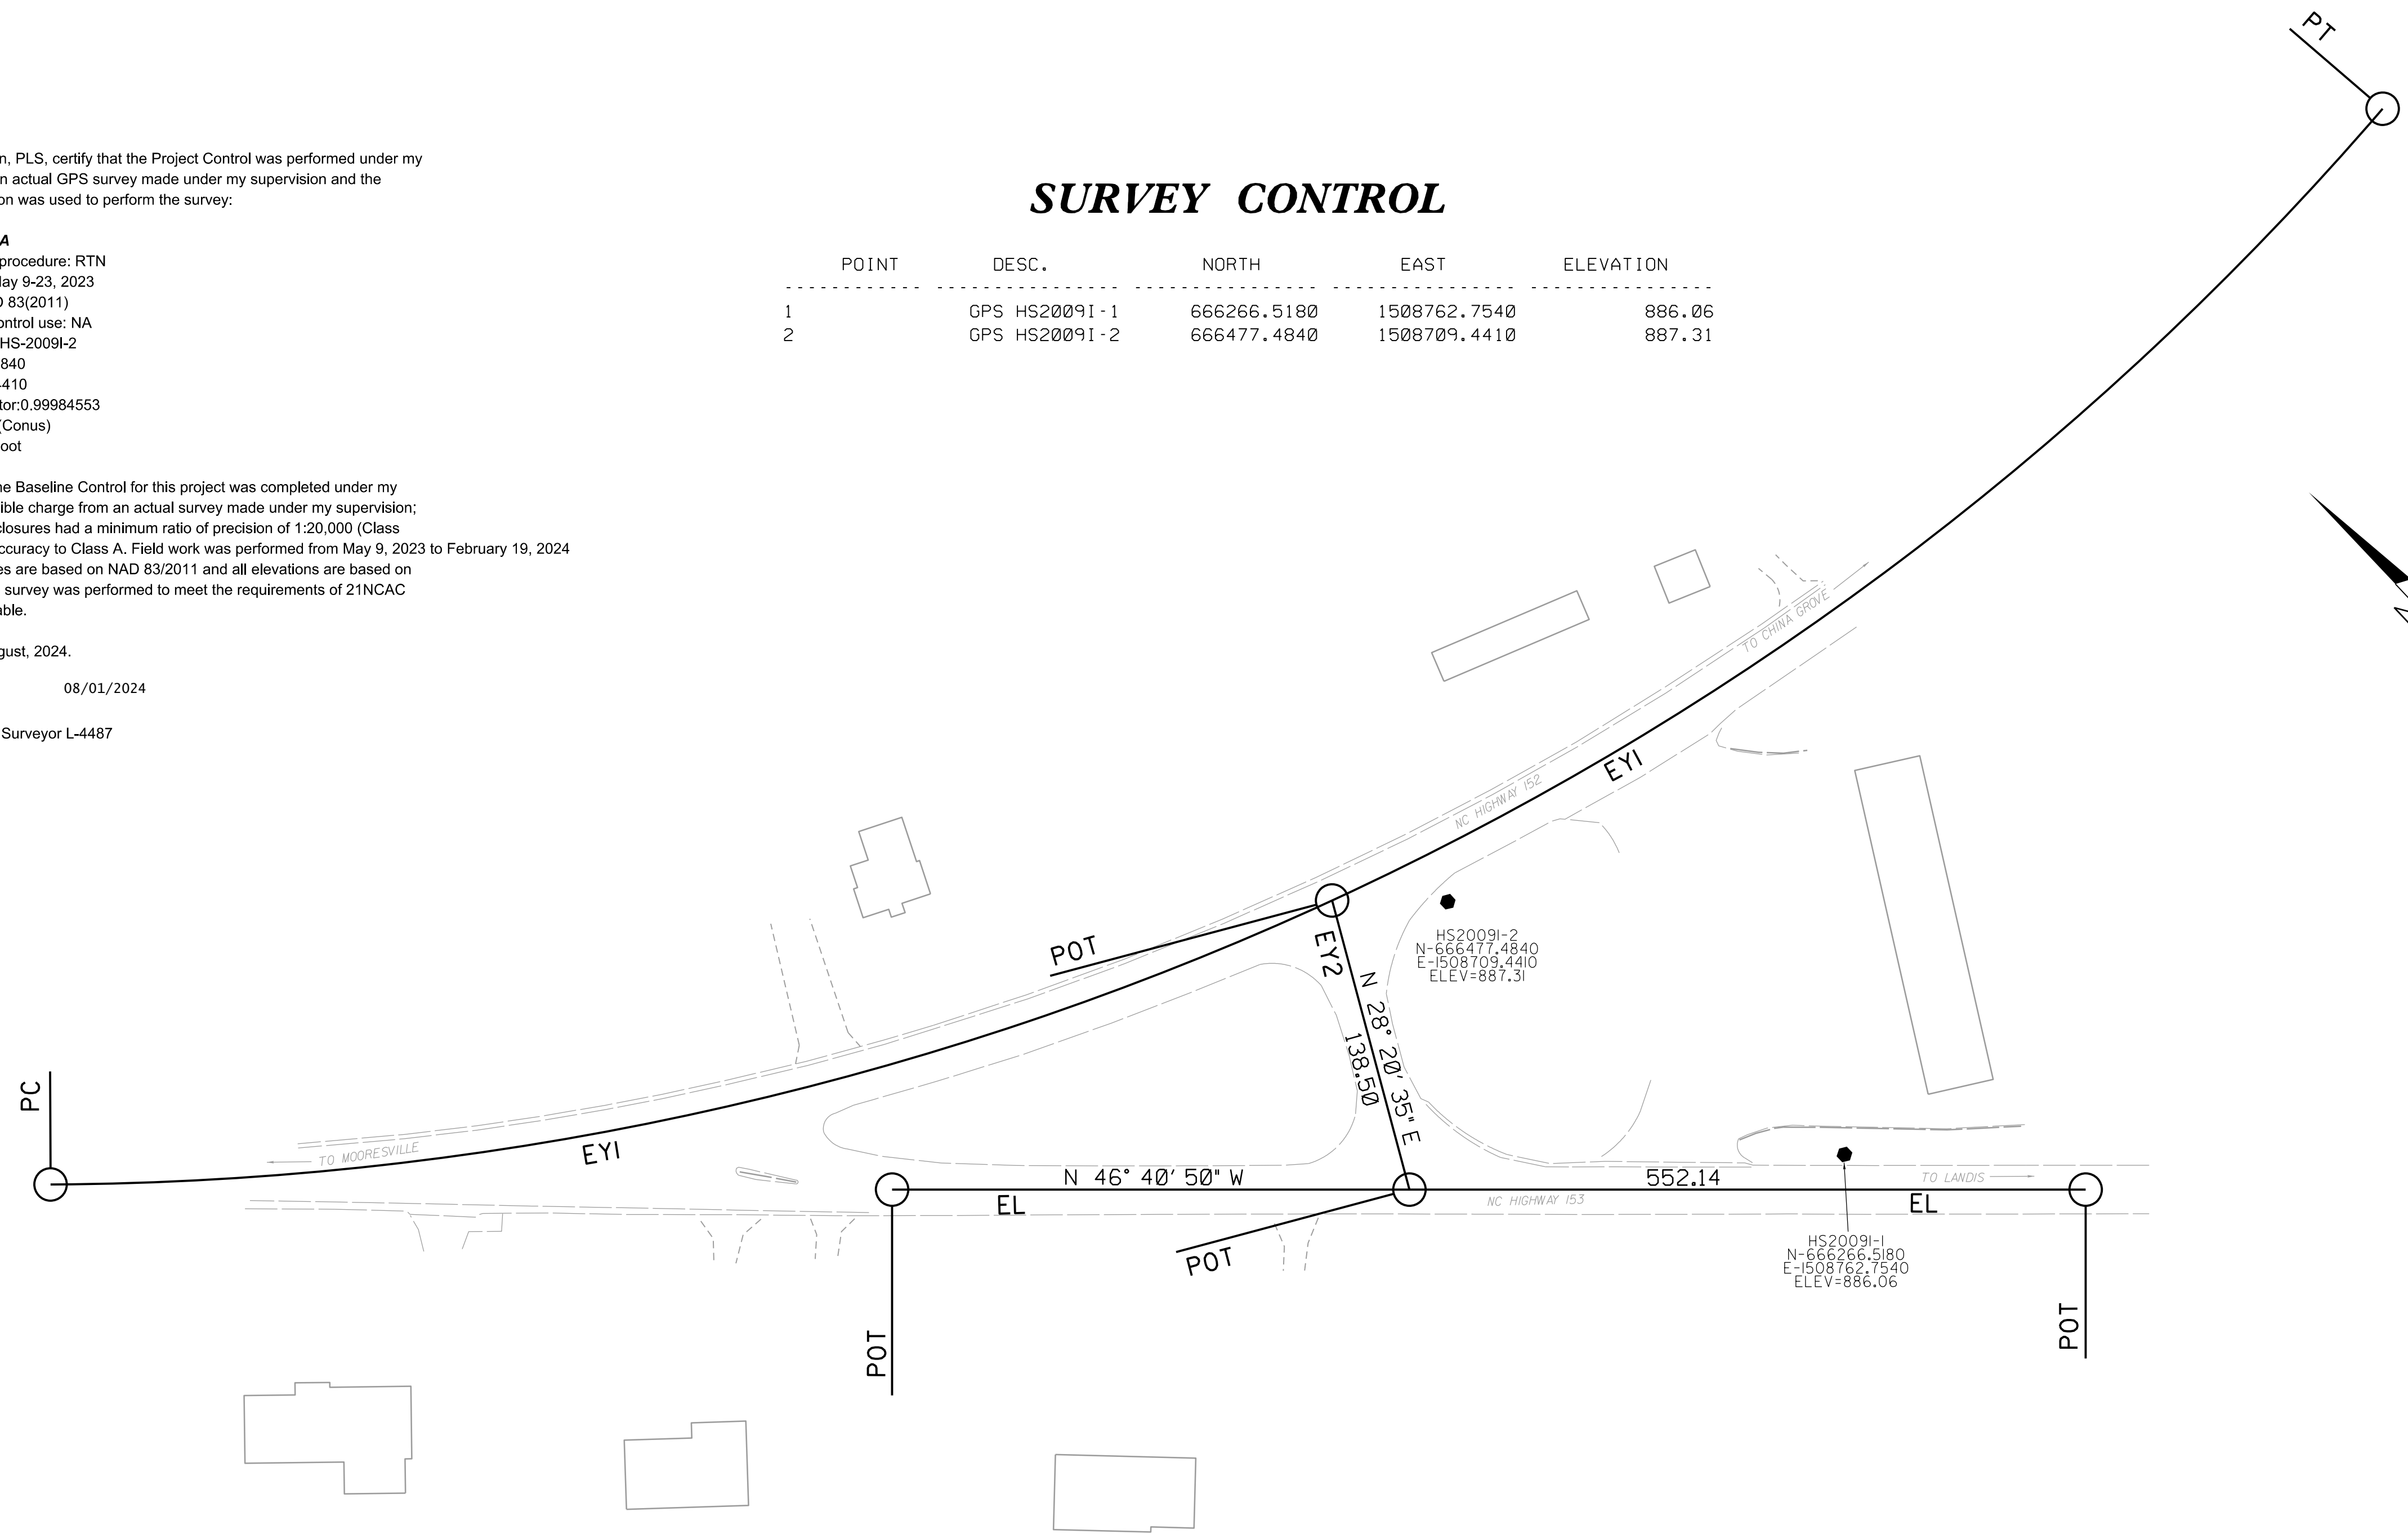 n, PLS, certify that the Project Control was performed under my
n actual GPS survey made under my supervision and the
on was used to perform the survey:
A
procedure: RTN
ay 9-23, 2023
83(2011)
ontrol use: NA
HS-2009I-2
840
4410
tor:0.99984553
(Conus)
oot
ne Baseline Control for this project was completed under my
ible charge from an actual survey made under my supervision;
closures had a minimum ratio of precision of 1:20,000 (Class
ccuracy to Class A. Field work was performed from May 9, 2023 to February 19, 2024
es are based on NAD 83/2011 and all elevations are based on
survey was performed to meet the requirements of 21NCAC
able.
gust, 2024.
08/01/2024
Surveyor L-4487
SURVEY CONTROL
POINT DESC. NORTH EAST ELEVATION
1 GPS HS2009I-1 666266.5180 1508762.7540 886.06
2 GPS HS2009I-2 666477.4840 1508709.4410 887.31
PT
TO CHINA GROVE
EY1
NC HIGHWAY 152
POT
EY2
HS2009I-2
N-666477.4840
E-1508709.4410
ELEV=887.31
N 28° 20' 35" E
138.50
PC
TO MOORESVILLE
EY1
N 46° 40' 50" W
552.14
TO LANDIS
EL
NC HIGHWAY 153
EL
POT
HS2009I-1
N-666266.5180
E-1508762.7540
ELEV=886.06
POT
POT